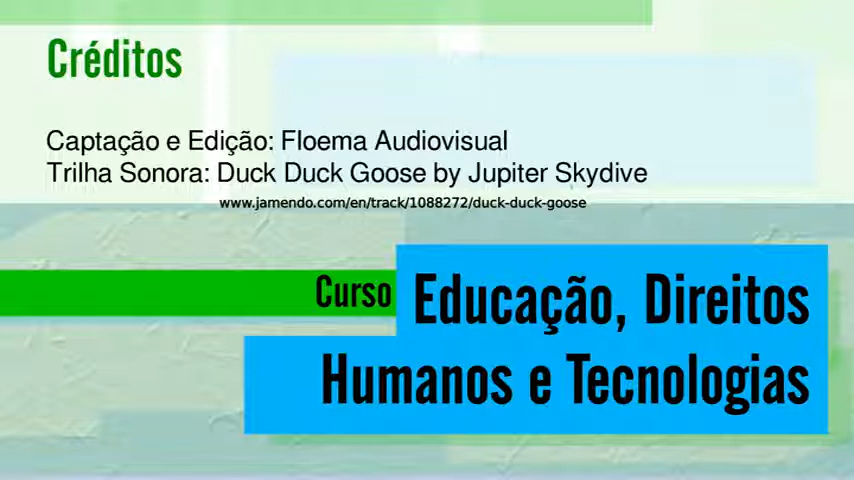 Créditos
Captação e Edição: Floema Audiovisual
Trilha Sonora: Duck Duck Goose by Jupiter Skydive
www.jamendo.com/en/track/1088272/duck-duck-goose
Curso Educação, Direitos
Humanos e Tecnologias